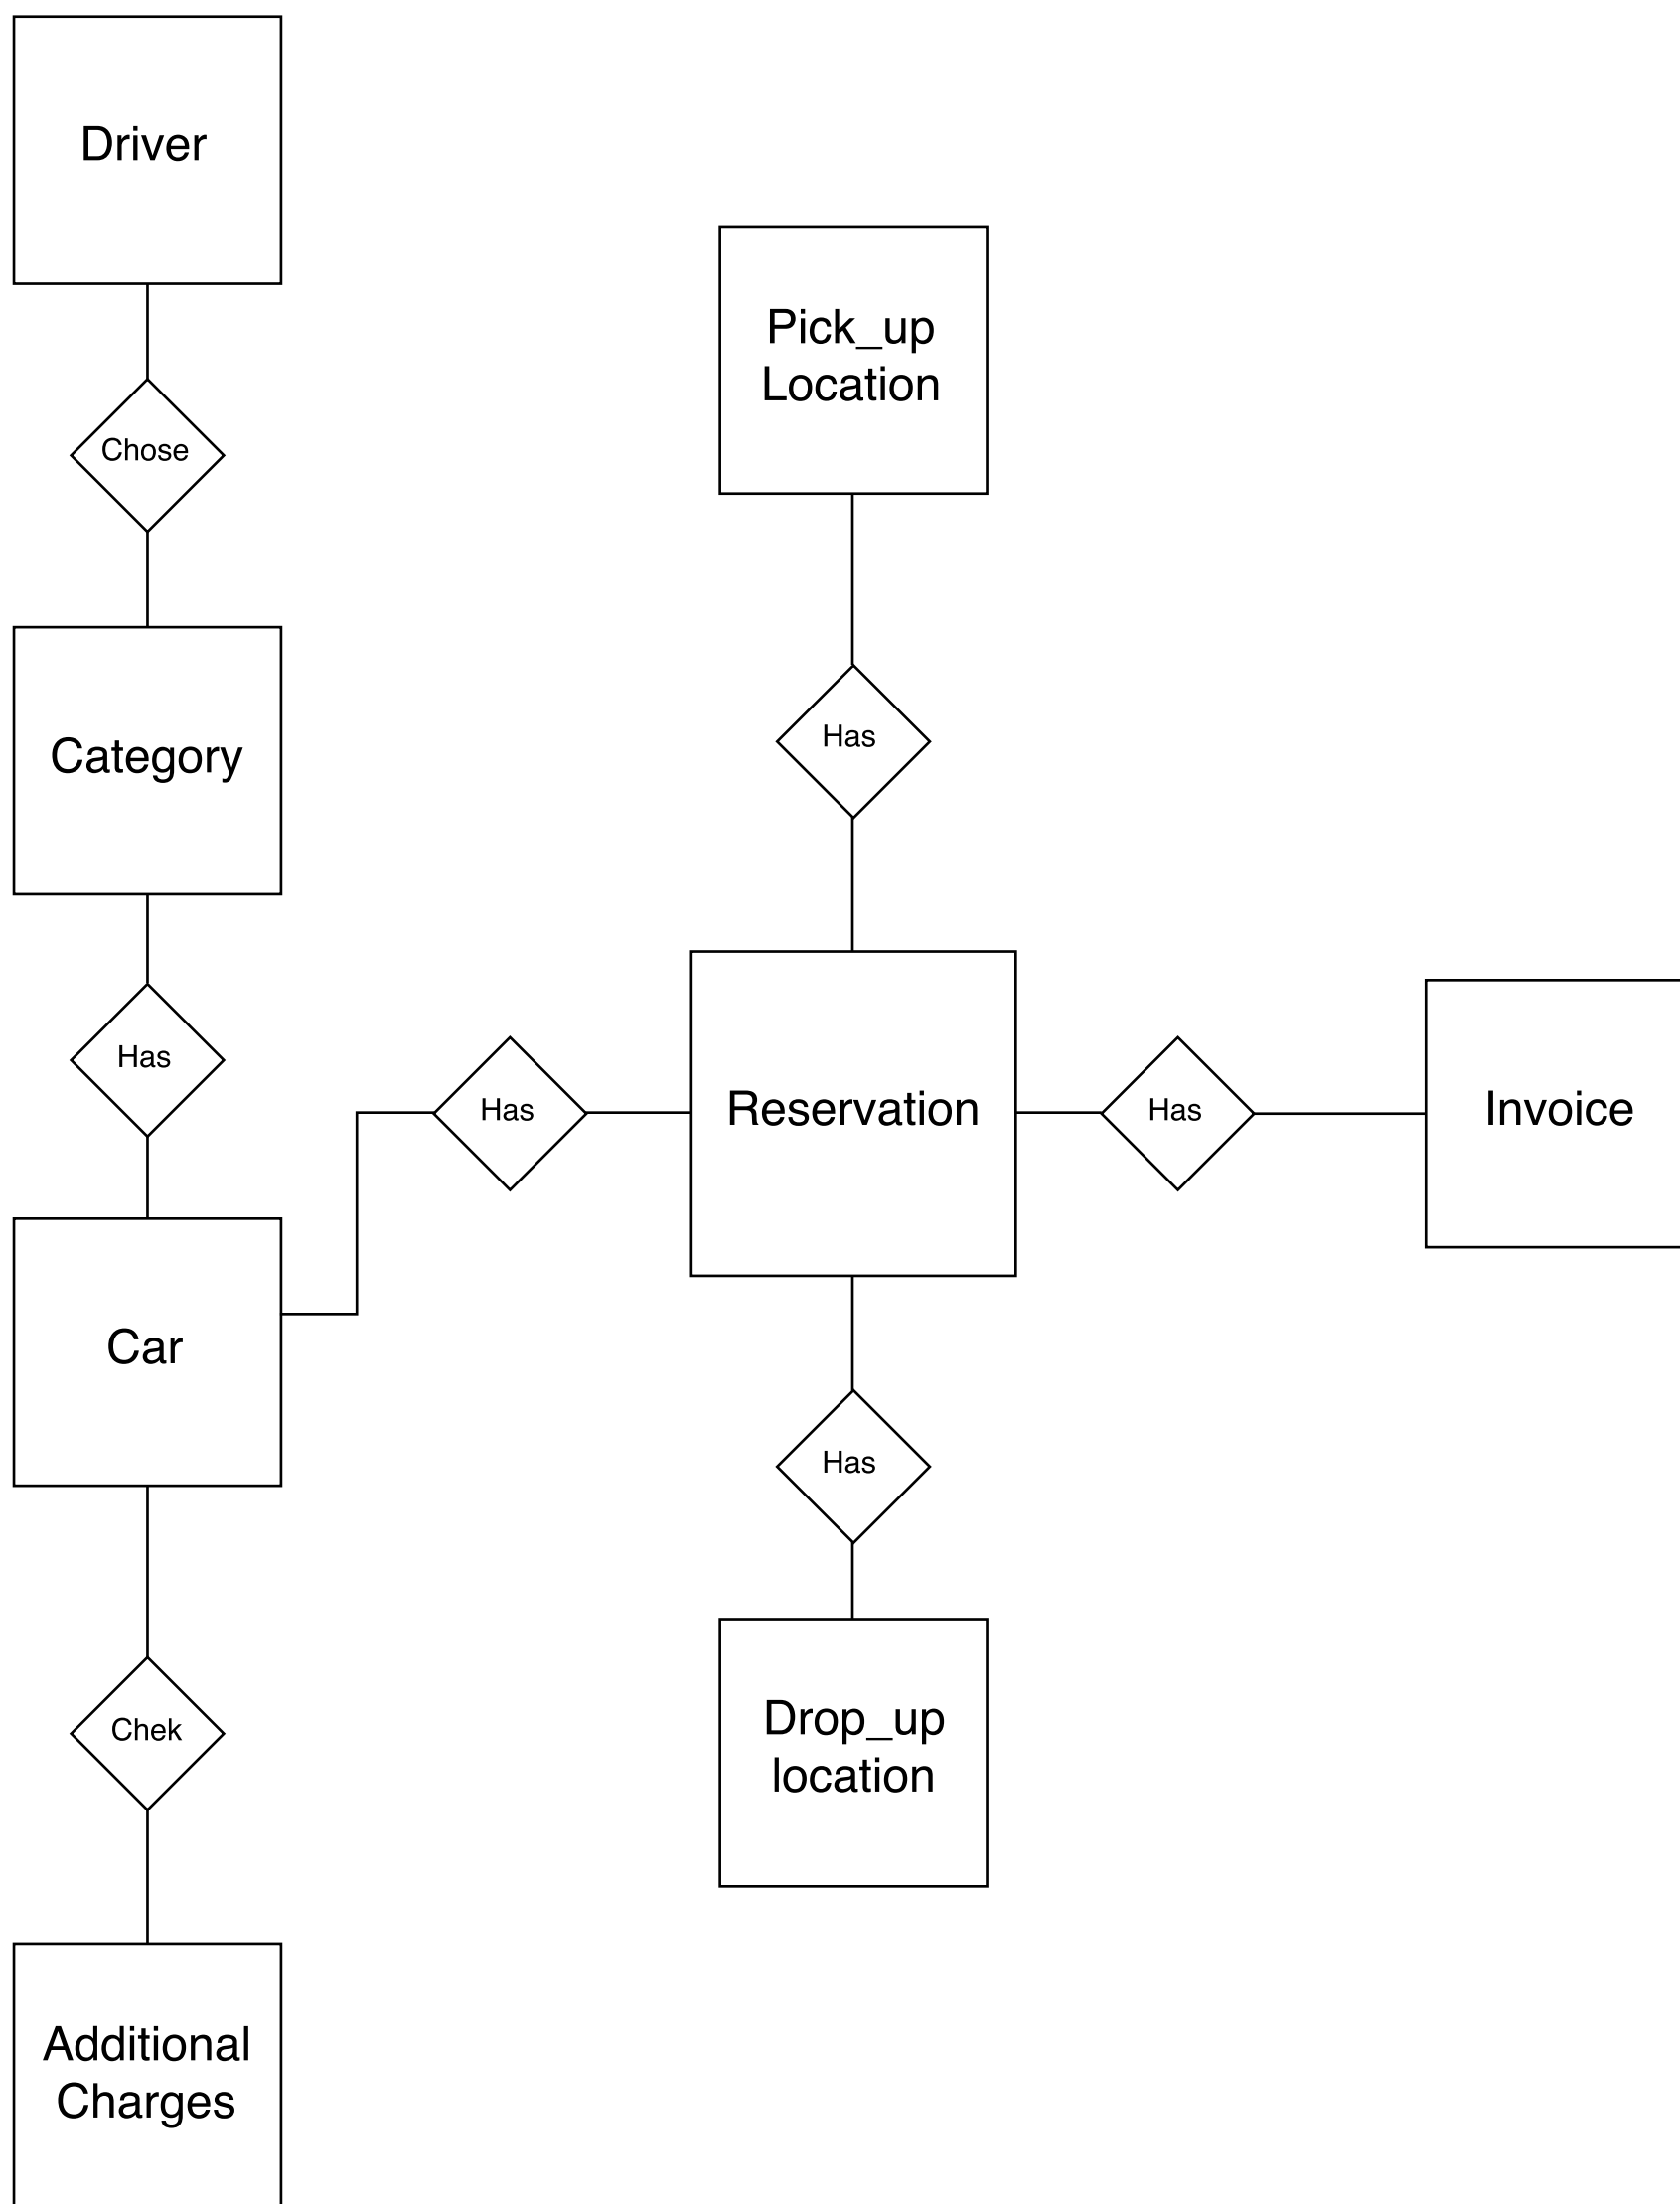 Driver
Chose
Category
Has
Car
Chek
Additional
Charges
Has
Pick_up
Location
Has
Reservation
Has
Drop_up
location
Has
Invoice